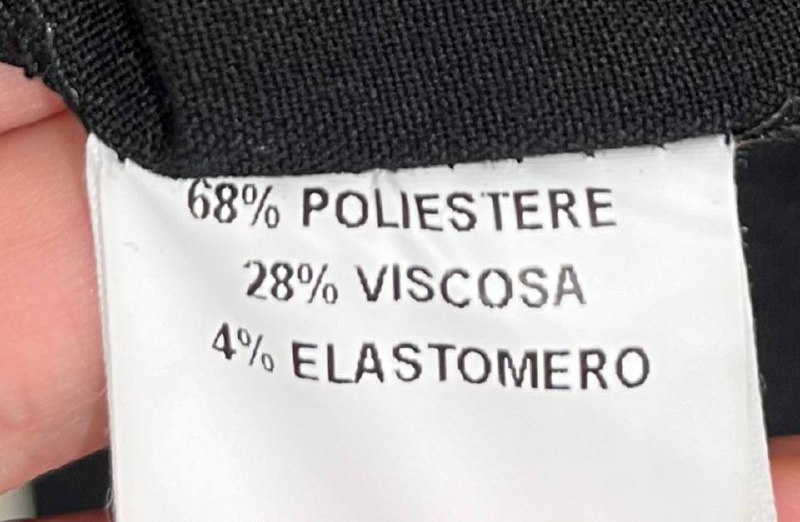 68% POLIESTERE
28% VISCOSA
4% ELASTOMERO